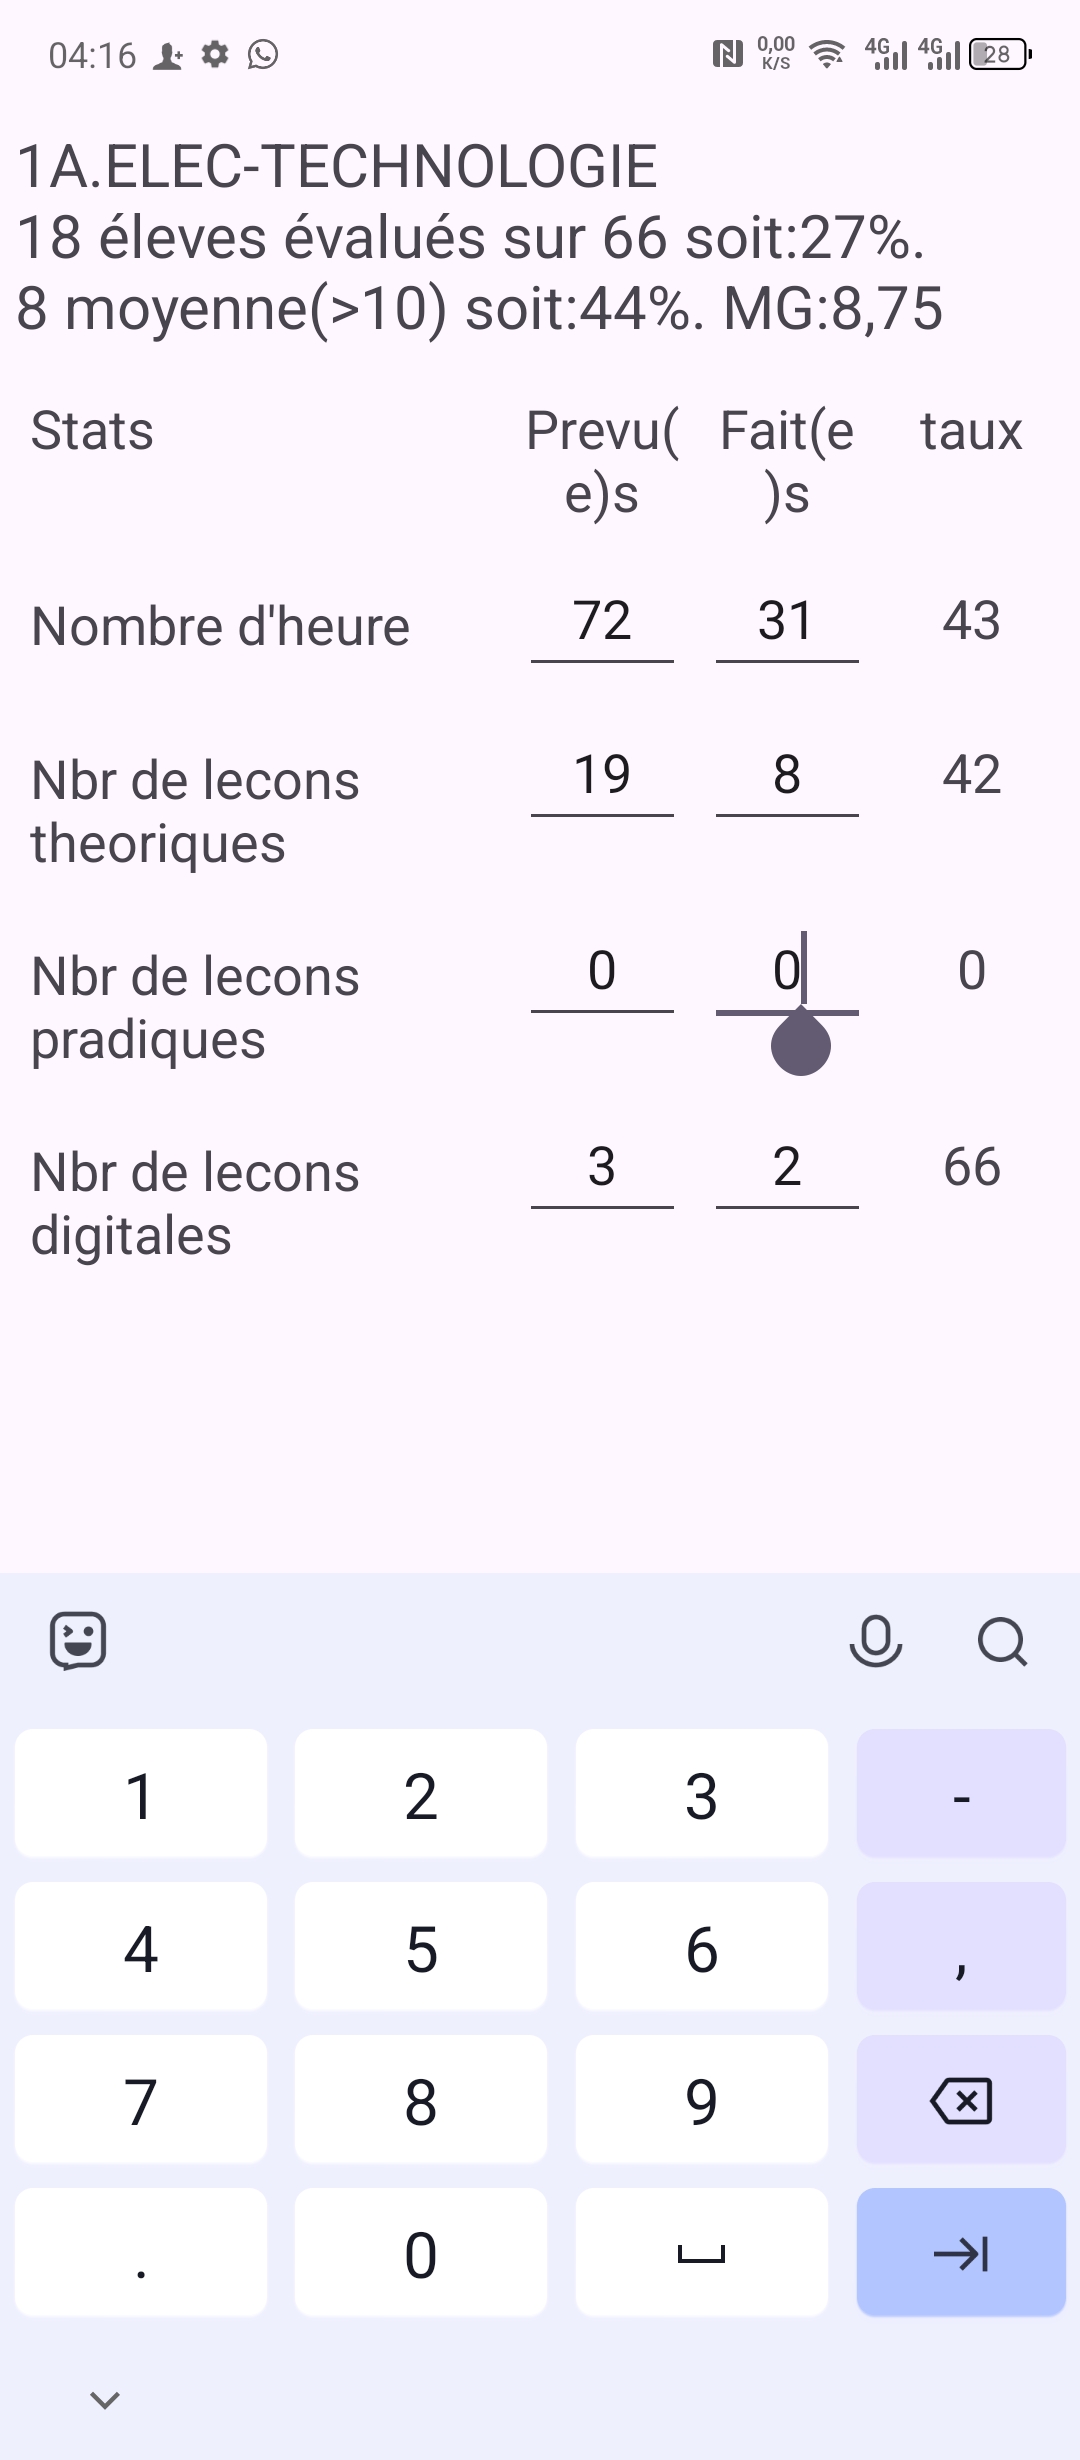 04:16 0,00 K/S 4G 4G 28
1A.ELEC-TECHNOLOGIE
18 éleves évalués sur 66 soit:27%.
8 moyenne(>10) soit:44%. MG:8,75
Stats Prevu( Fait(e taux
e)s )s
Nombre d'heure 72 31 43
Nbr de lecons 19 8 42
theoriques
Nbr de lecons 0 0 0
pradiques
Nbr de lecons 3 2 66
digitales
1 2 3 -
4 5 6 ,
7 8 9
. 0